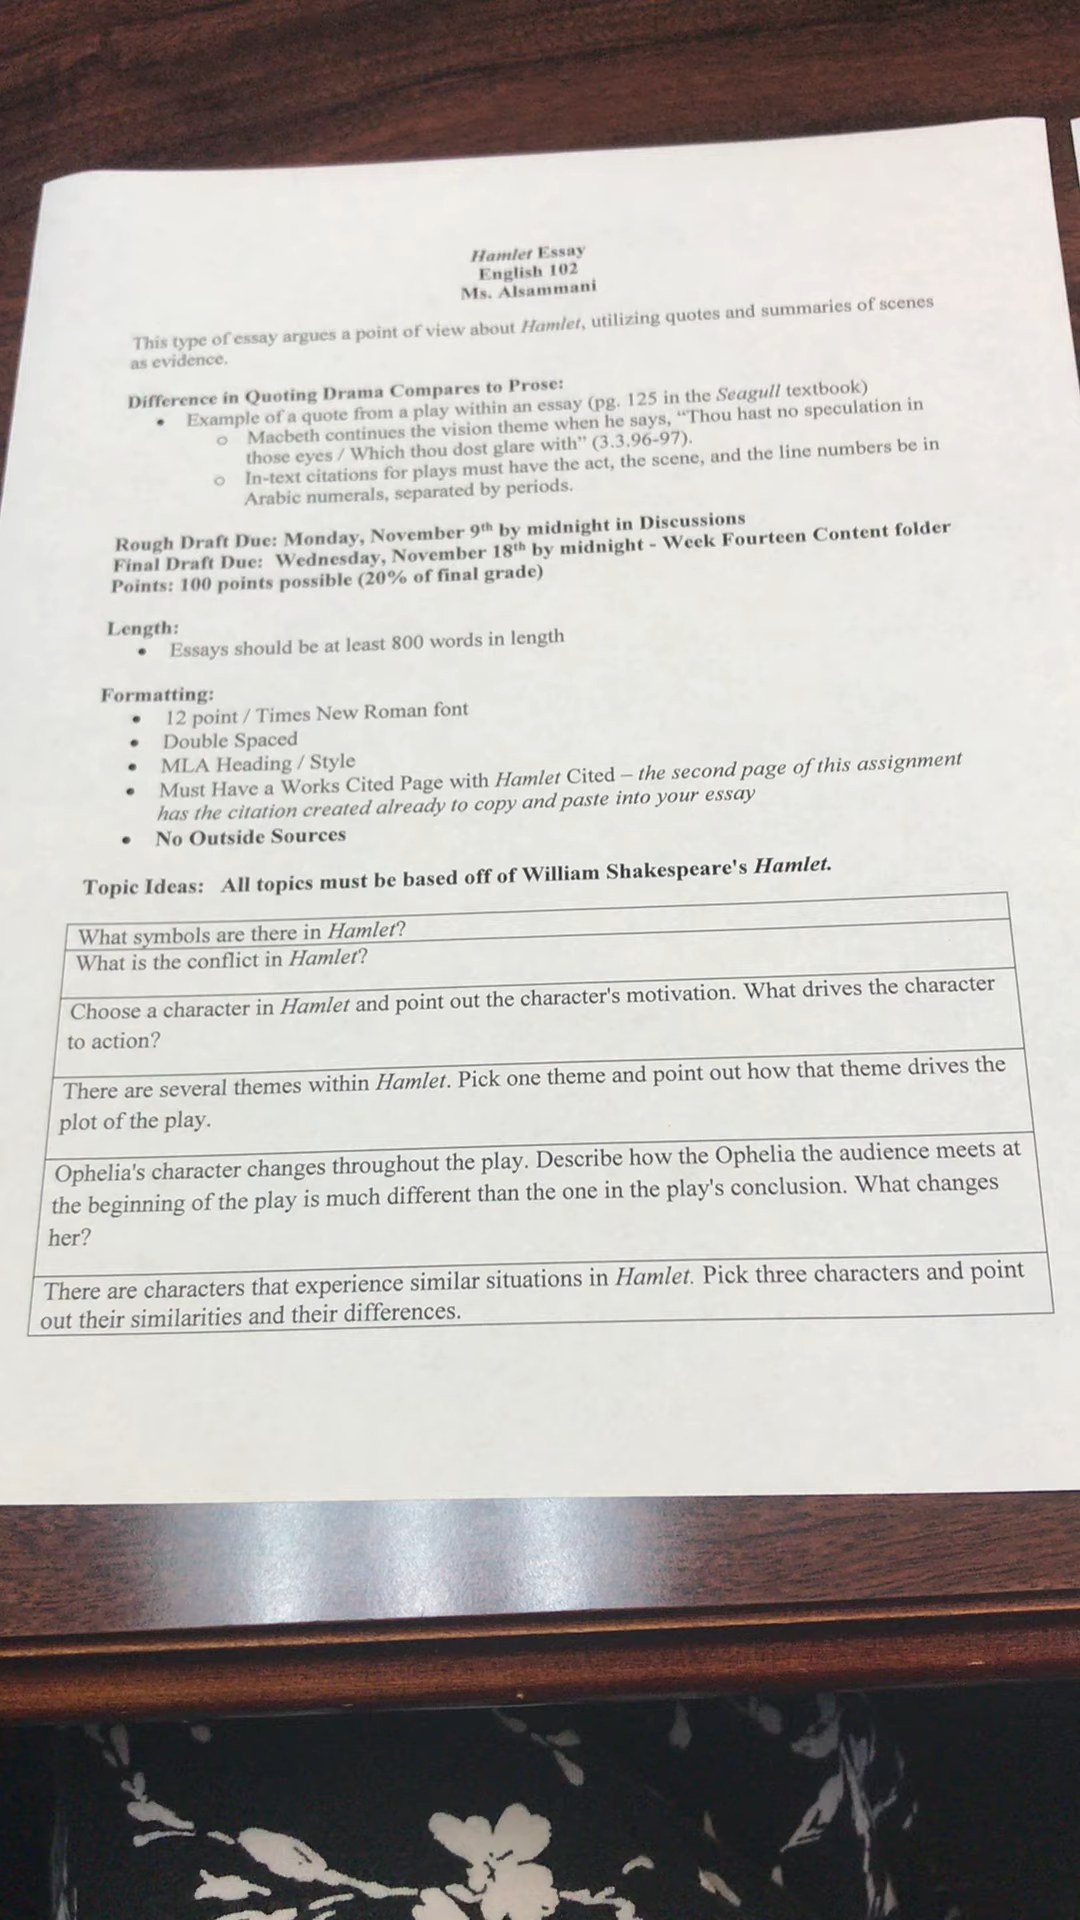 Hamlet Essay
English 102
Ms. Alsammani
This type of essay argues a point of view about Hamlet, utilizing quotes and summaries of scenes
as evidence.
Difference in Quoting Drama Compares to Prose:
• Example of a quote from a play within an essay (pg. 125 in the Seagull textbook)
o Macbeth continues the vision theme when he says, “Thou hast no speculation in
those eyes / Which thou dost glare with” (3.3.96-97).
o In-text citations for plays must have the act, the scene, and the line numbers be in
Arabic numerals, separated by periods.
Rough Draft Due: Monday, November 9th by midnight in Discussions
Final Draft Due: Wednesday, November 18th by midnight - Week Fourteen Content folder
Points: 100 points possible (20% of final grade)
Length:
• Essays should be at least 800 words in length
Formatting:
• 12 point / Times New Roman font
• Double Spaced
• MLA Heading / Style
• Must Have a Works Cited Page with Hamlet Cited – the second page of this assignment
has the citation created already to copy and paste into your essay
• No Outside Sources
Topic Ideas: All topics must be based off of William Shakespeare's Hamlet.
What symbols are there in Hamlet?
What is the conflict in Hamlet?
Choose a character in Hamlet and point out the character's motivation. What drives the character
to action?
There are several themes within Hamlet. Pick one theme and point out how that theme drives the
plot of the play.
Ophelia's character changes throughout the play. Describe how the Ophelia the audience meets at
the beginning of the play is much different than the one in the play's conclusion. What changes
her?
There are characters that experience similar situations in Hamlet. Pick three characters and point
out their similarities and their differences.